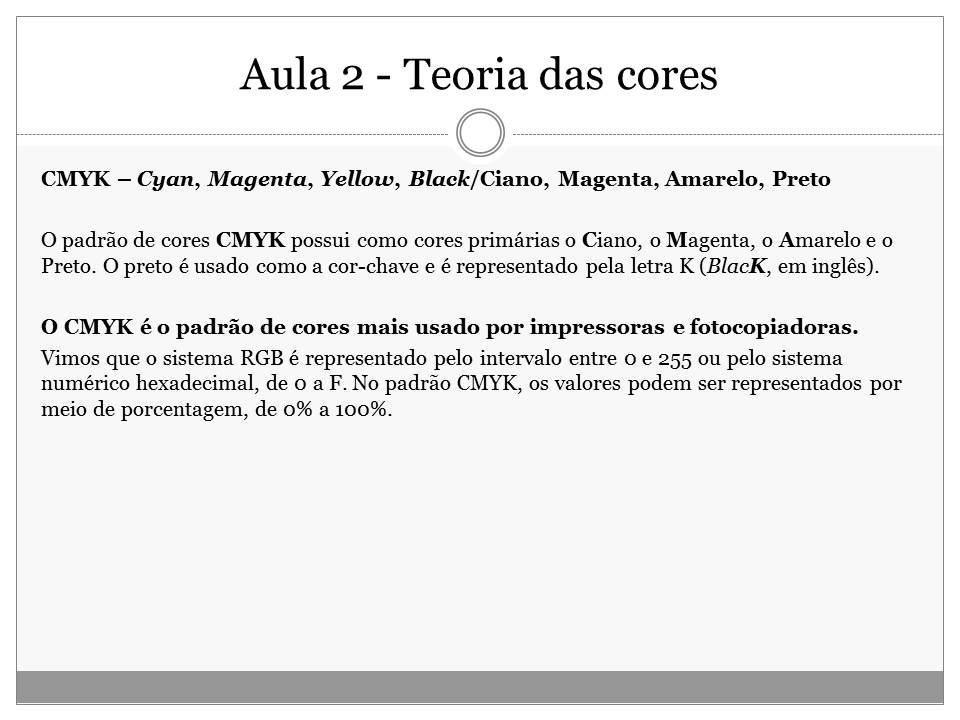 Aula 2 - Teoria das cores
CMYK – Cyan, Magenta, Yellow, Black/Ciano, Magenta, Amarelo, Preto
O padrão de cores CMYK possui como cores primárias o Ciano, o Magenta, o Amarelo e o
Preto. O preto é usado como a cor-chave e é representado pela letra K (BlacK, em inglês).
O CMYK é o padrão de cores mais usado por impressoras e fotocopiadoras.
Vimos que o sistema RGB é representado pelo intervalo entre 0 e 255 ou pelo sistema
numérico hexadecimal, de 0 a F. No padrão CMYK, os valores podem ser representados por
meio de porcentagem, de 0% a 100%.